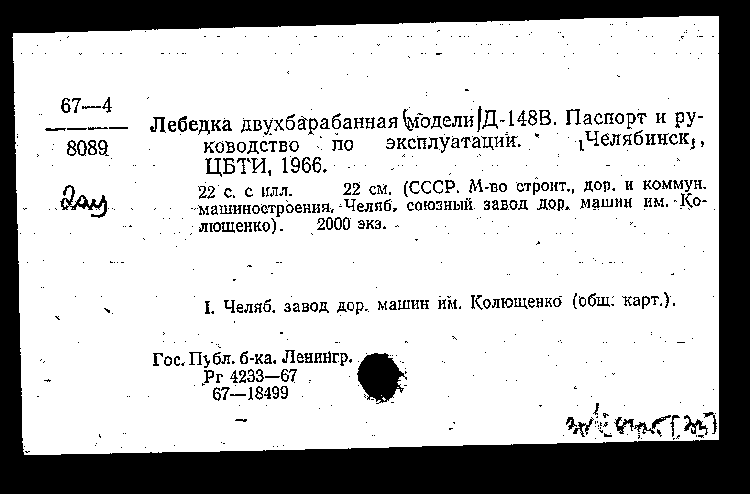 67—4
8089
Лебедка двухбарабанная (модели Д-148В. Паспорт и ру-
ководство по эксплуатации. [Челябинск],
ЦБТИ, 1966.
22 с. с илл. 22 см. (СССР. М-во строит., дор. и коммун.
машиностроения. Челяб. союзный завод дор. машин им. Ко-
лющенко). 2000 экз.
I. Челяб. завод дор. машин им. Колющенко (общ. карт.).
Гос. Публ. б-ка. Ленингр.
Рг 4233—67
67—18499